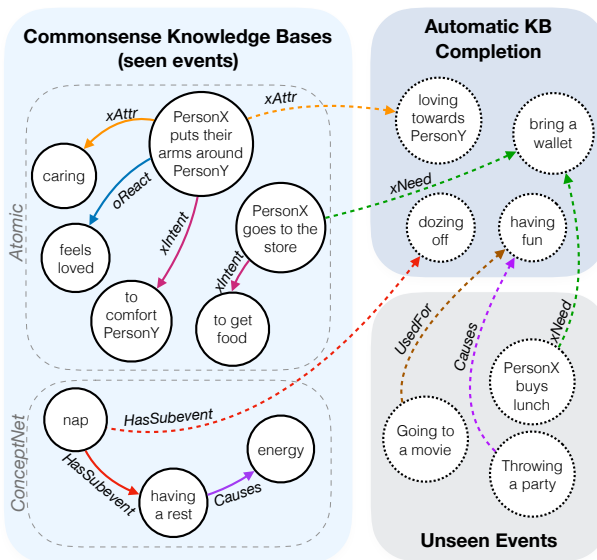 Commonsense Knowledge Bases
(seen events)
Automatic KB
Completion
Atomic
xAttr
PersonX
puts their
arms around
PersonY
xAttr
loving
towards
PersonY
bring a
wallet
caring
oReact
xIntent
PersonX
goes to the
store
xNeed
dozing
off
having
fun
feels
loved
to
comfort
PersonY
xIntent
to get
food
UsedFor
Causes
xNeed
PersonX
buys
lunch
ConceptNet
nap
HasSubevent
HasSubevent
having
a rest
Causes
energy
Going to
a movie
Throwing
a party
Unseen Events